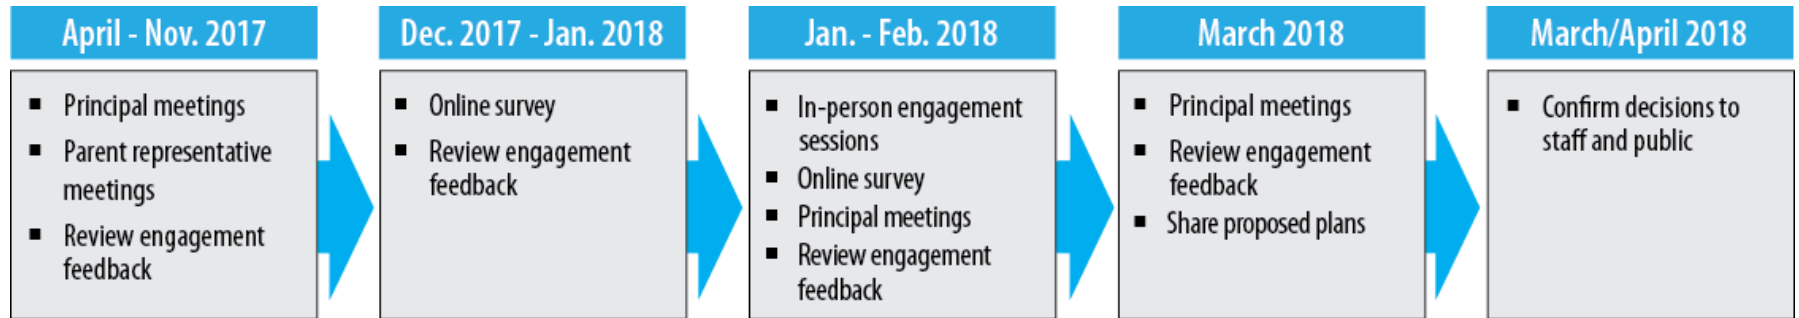 April - Nov. 2017
▪ Principal meetings
▪ Parent representative
meetings
▪ Review engagement
feedback
Dec. 2017 - Jan. 2018
▪ Online survey
▪ Review engagement
feedback
Jan. - Feb. 2018
▪ In-person engagement
sessions
▪ Online survey
▪ Principal meetings
▪ Review engagement
feedback
March 2018
▪ Principal meetings
▪ Review engagement
feedback
▪ Share proposed plans
March/April 2018
▪ Confirm decisions to
staff and public